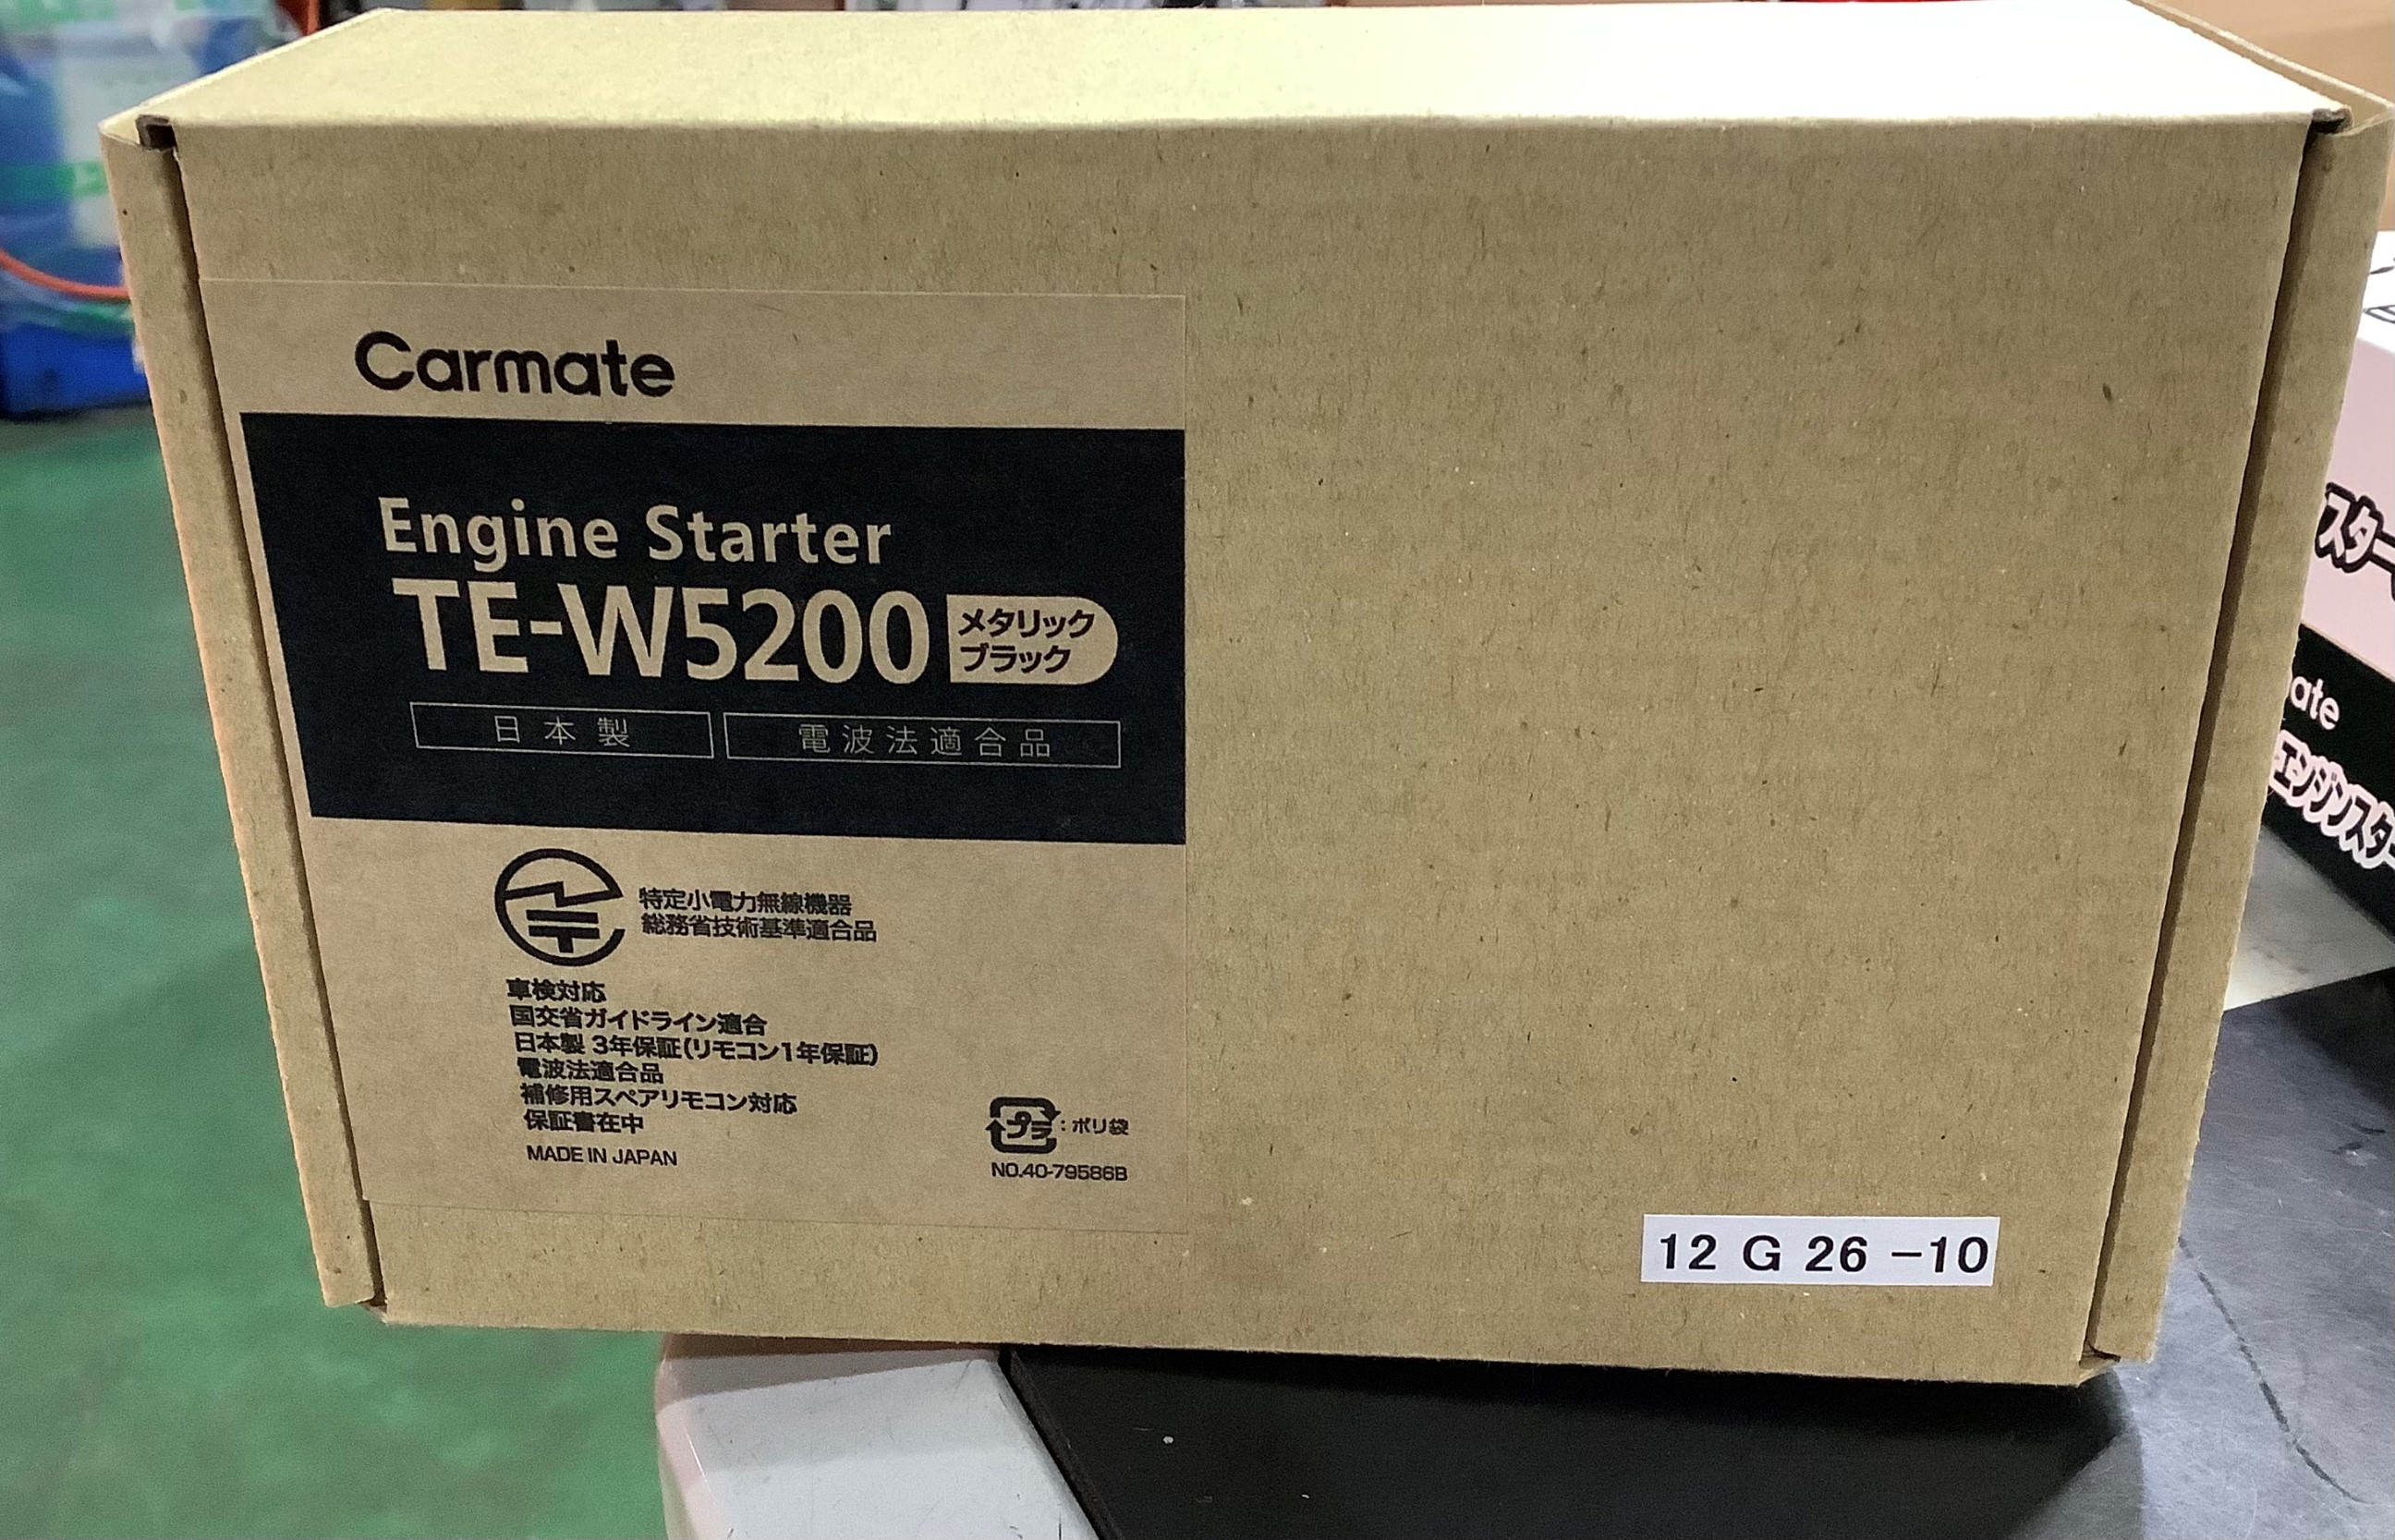 Carmate
Engine Starter
TE-W5200
メタリック
ブラック
日本製
電波法適合品
特定小電力無線機器
総務省技術基準適合品
車検対応
国交省ガイドライン適合
日本製 3年保証(リモコン1年保証)
電波法適合品
補修用スペアリモコン対応
保証書在中
MADE IN JAPAN
プラ
:ポリ袋
NO.40-79586B
12 G 26 -10
スター
ate
エンジンスター